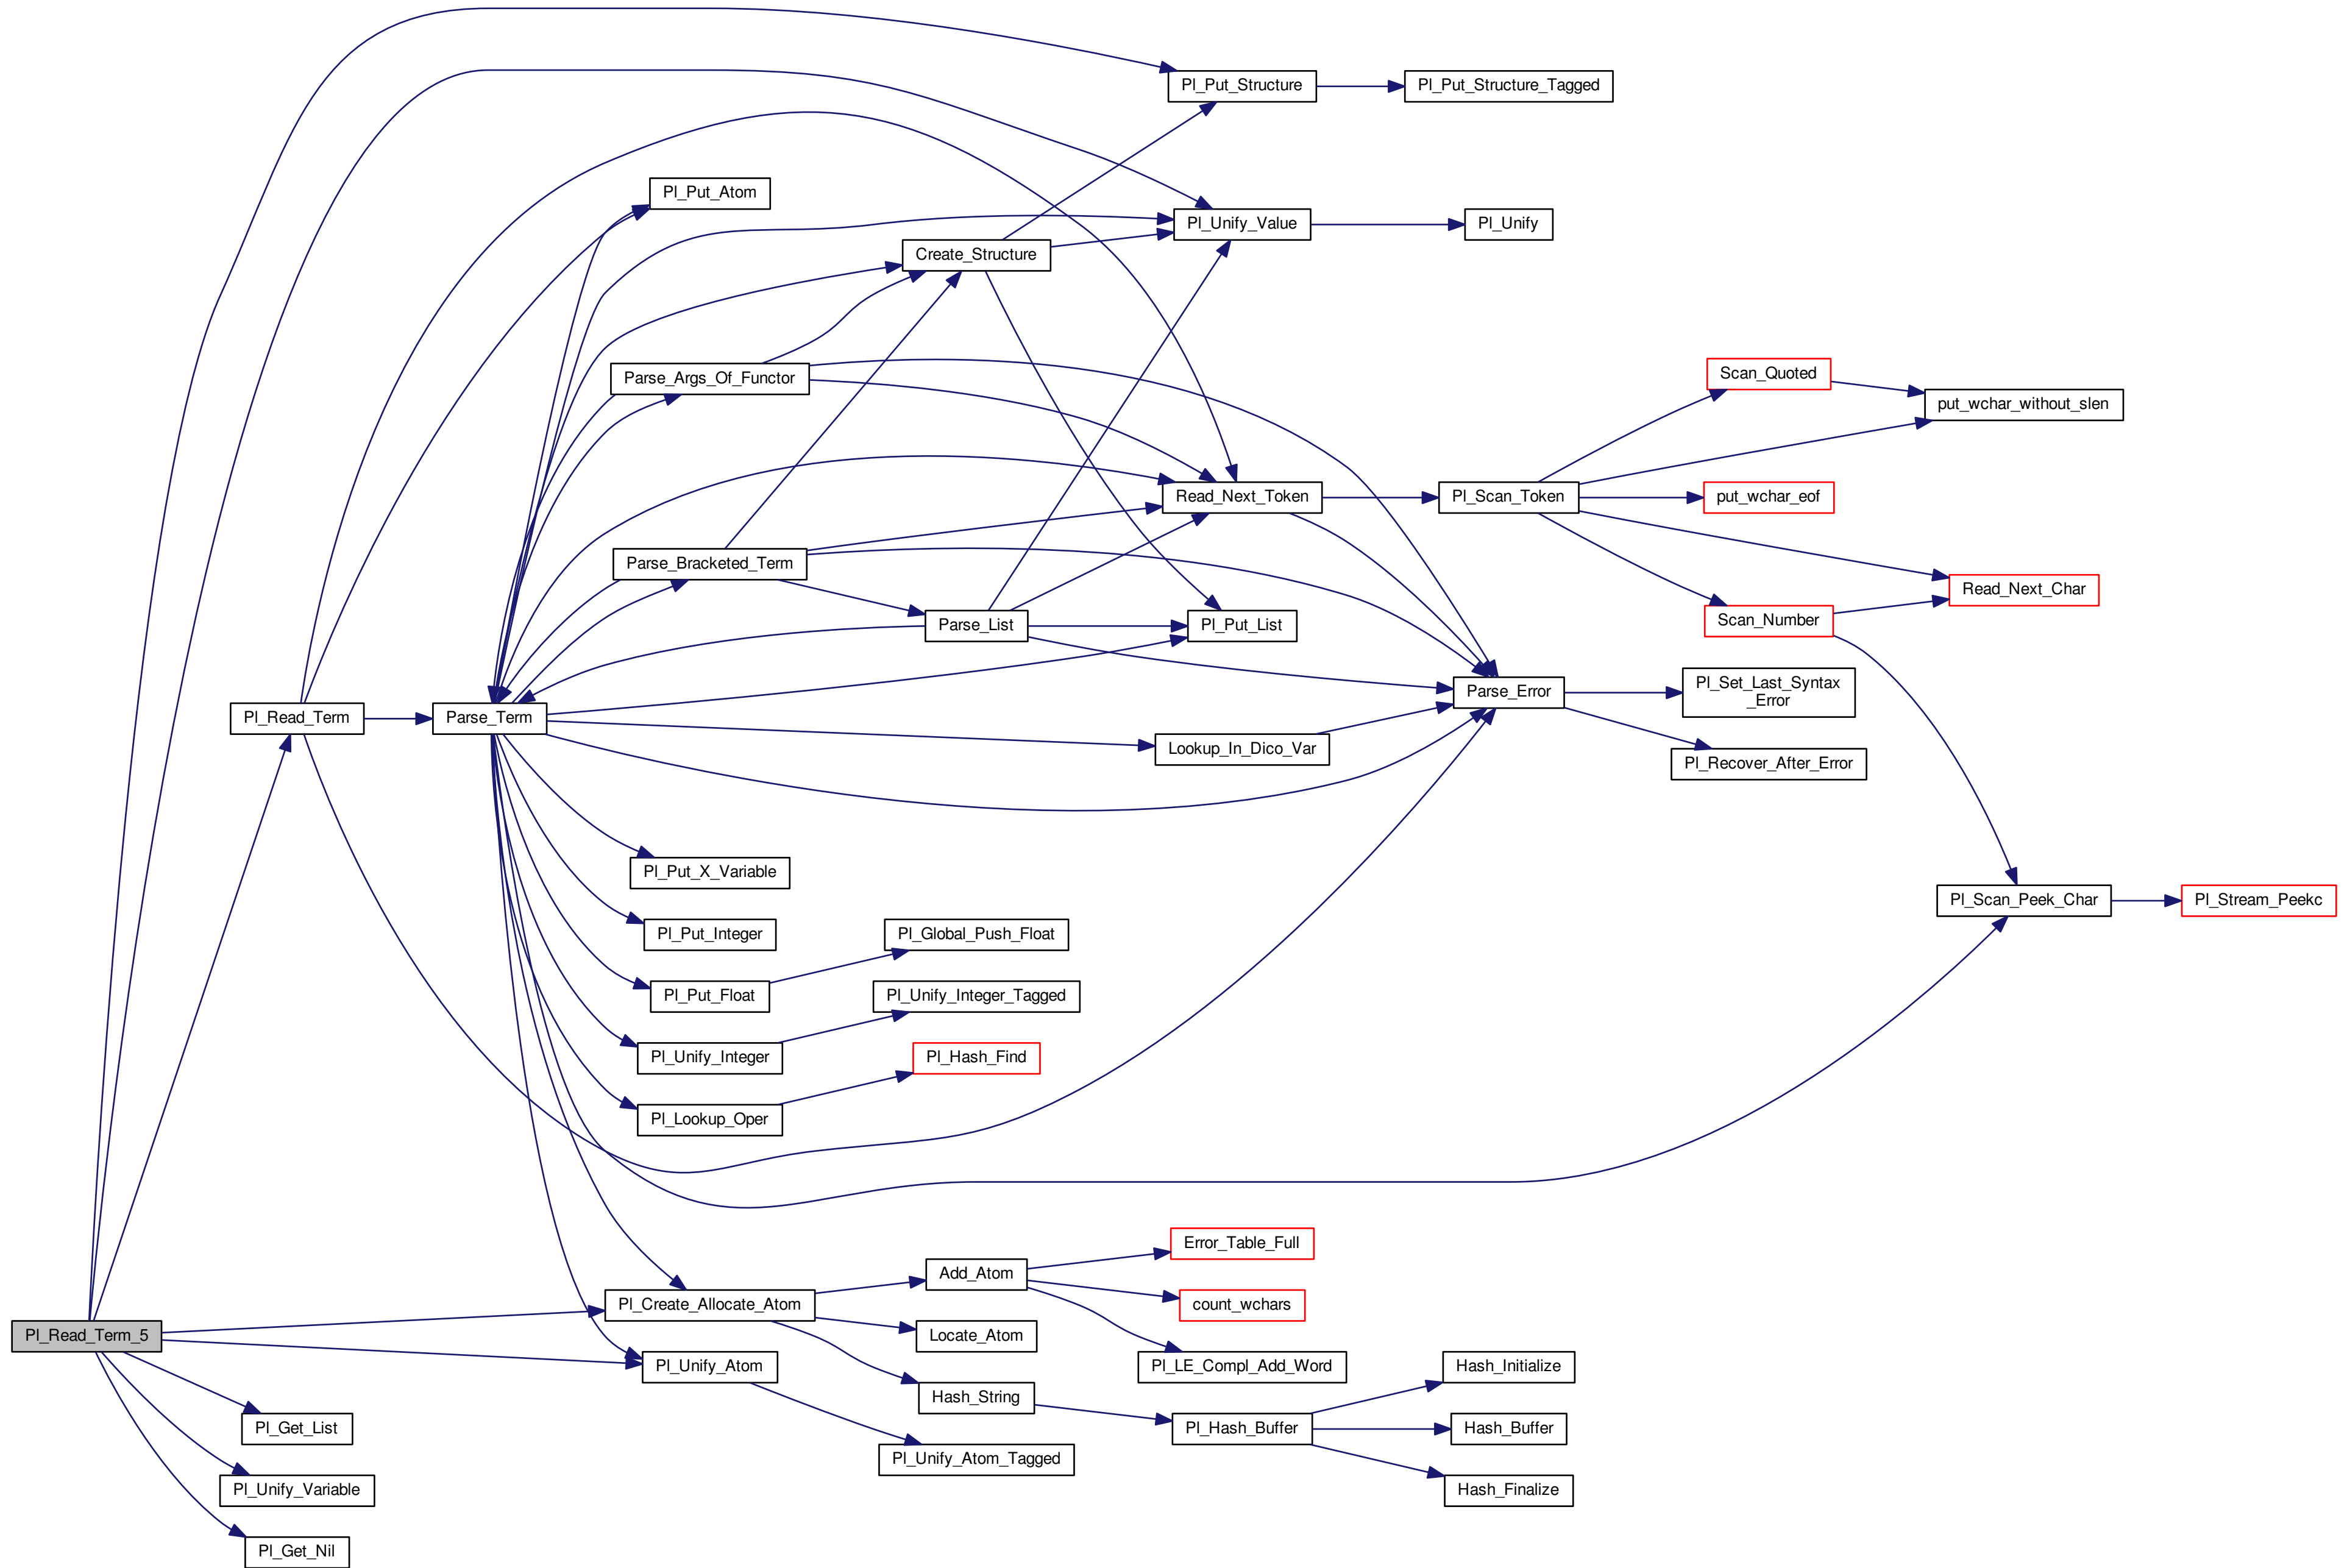 Pl_Put_Structure
Pl_Put_Structure_Tagged
Pl_Put_Atom
Pl_Unify_Value
Pl_Unify
Create_Structure
Parse_Args_Of_Functor
Scan_Quoted
put_wchar_without_slen
Read_Next_Token
Pl_Scan_Token
put_wchar_eof
Parse_Bracketed_Term
Read_Next_Char
Parse_List
Pl_Put_List
Scan_Number
Pl_Read_Term
Parse_Term
Parse_Error
Pl_Set_Last_Syntax
_Error
Lookup_In_Dico_Var
Pl_Recover_After_Error
Pl_Put_X_Variable
Pl_Scan_Peek_Char
Pl_Stream_Peekc
Pl_Put_Integer
Pl_Global_Push_Float
Pl_Put_Float
Pl_Unify_Integer_Tagged
Pl_Unify_Integer
Pl_Hash_Find
Pl_Lookup_Oper
Error_Table_Full
Add_Atom
Pl_Create_Allocate_Atom
count_wchars
Pl_Read_Term_5
Locate_Atom
Pl_Unify_Atom
Pl_LE_Compl_Add_Word
Hash_Initialize
Hash_String
Pl_Get_List
Pl_Hash_Buffer
Hash_Buffer
Pl_Unify_Atom_Tagged
Pl_Unify_Variable
Hash_Finalize
Pl_Get_Nil